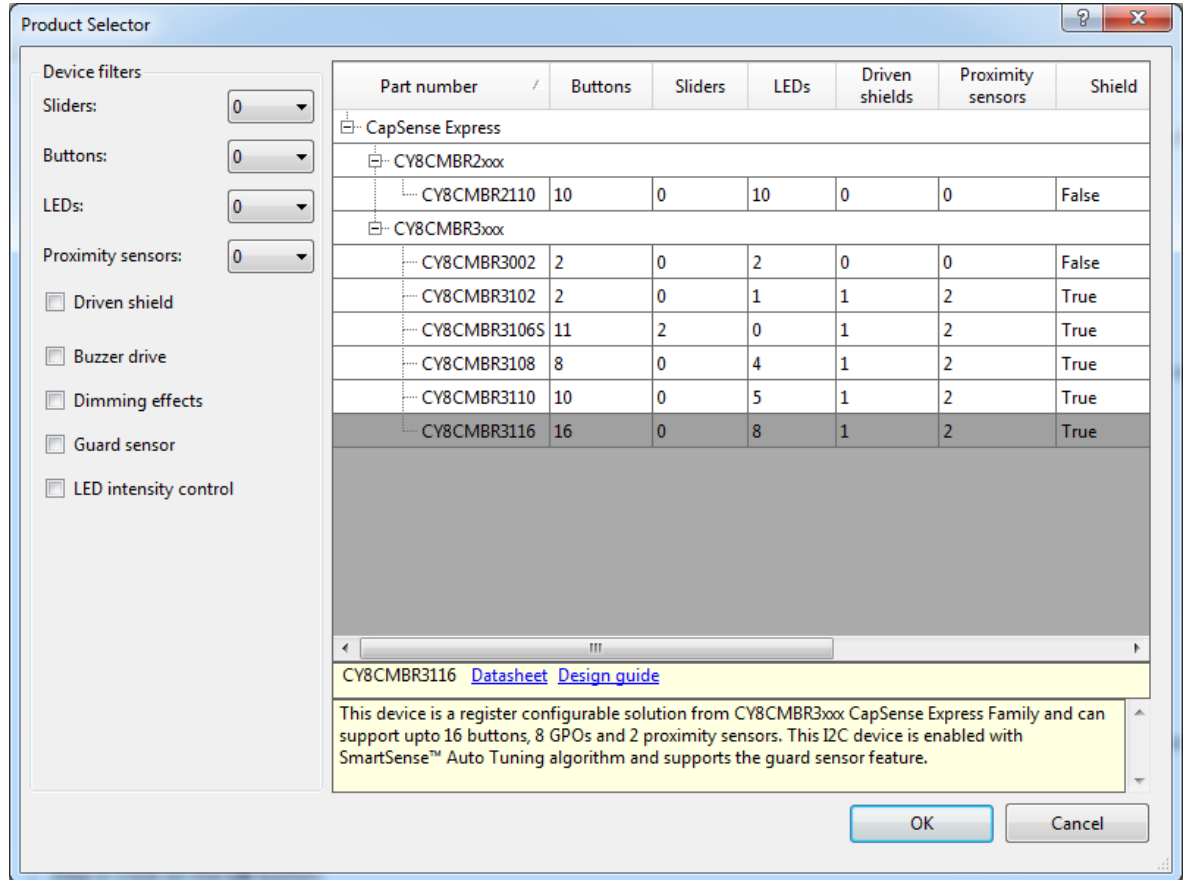 Product Selector
Device filters
Sliders: 0
Buttons: 0
LEDs: 0
Proximity sensors: 0
Driven shield
Buzzer drive
Dimming effects
Guard sensor
LED intensity control
Part number Buttons Sliders LEDs Driven shields Proximity sensors Shield
CapSense Express
CY8CMBR2xxx
CY8CMBR2110 10 0 10 0 0 False
CY8CMBR3xxx
CY8CMBR3002 2 0 2 0 0 False
CY8CMBR3102 2 0 1 1 2 True
CY8CMBR3106S 11 2 0 1 2 True
CY8CMBR3108 8 0 4 1 2 True
CY8CMBR3110 10 0 5 1 2 True
CY8CMBR3116 16 0 8 1 2 True
CY8CMBR3116 Datasheet Design guide
This device is a register configurable solution from CY8CMBR3xxx CapSense Express Family and can
support upto 16 buttons, 8 GPOs and 2 proximity sensors. This I2C device is enabled with
SmartSense™ Auto Tuning algorithm and supports the guard sensor feature.
OK Cancel